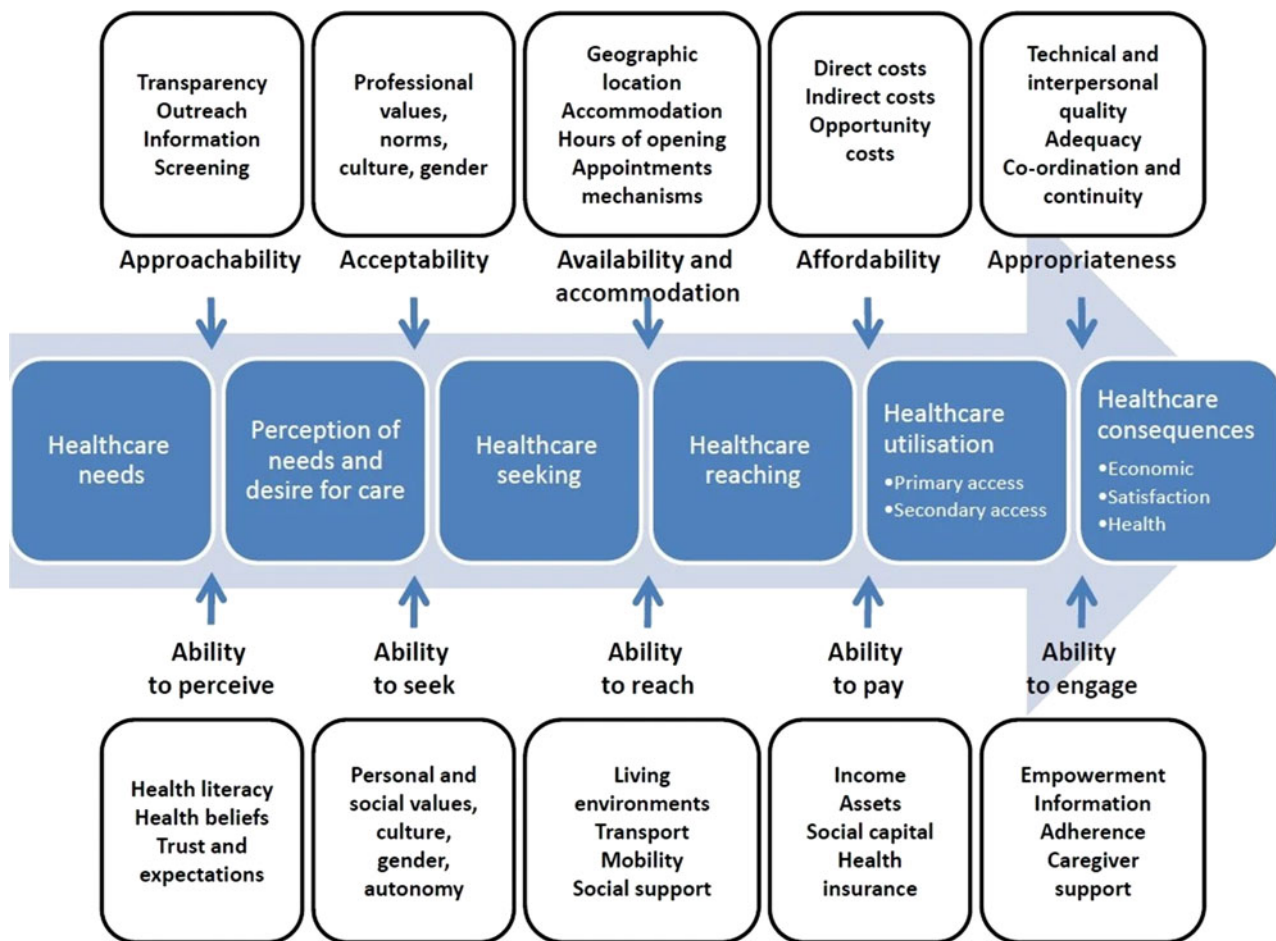 Transparency
Outreach
Information
Screening
Professional
values,
norms,
culture, gender
Geographic
location
Accommodation
Hours of opening
Appointments
mechanisms
Direct costs
Indirect costs
Opportunity
costs
Technical and
interpersonal
quality
Adequacy
Co-ordination and
continuity
Approachability
Acceptability
Availability and
accommodation
Affordability
Appropriateness
Healthcare
needs
Perception of
needs and
desire for care
Healthcare
seeking
Healthcare
reaching
Healthcare
utilisation
•Primary access
•Secondary access
Healthcare
consequences
•Economic
•Satisfaction
•Health
Ability
to perceive
Ability
to seek
Ability
to reach
Ability
to pay
Ability
to engage
Health literacy
Health beliefs
Trust and
expectations
Personal and
social values,
culture,
gender,
autonomy
Living
environments
Transport
Mobility
Social support
Income
Assets
Social capital
Health
insurance
Empowerment
Information
Adherence
Caregiver
support